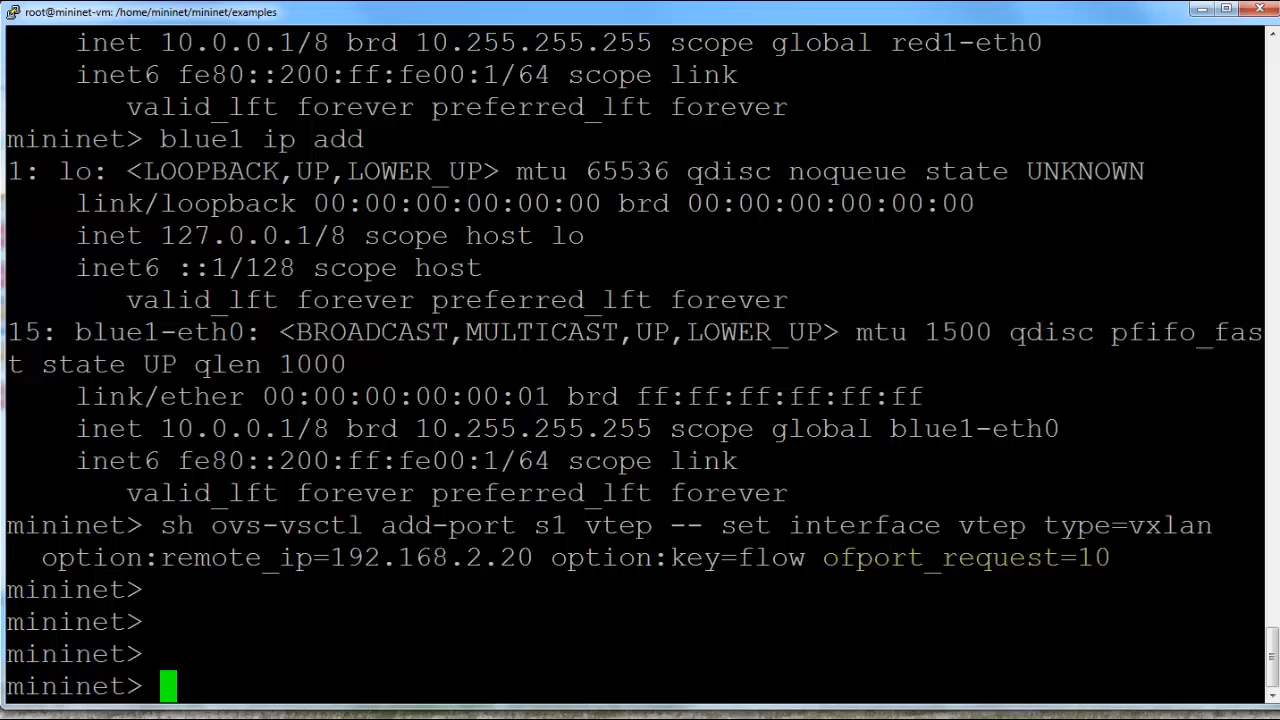 root@mininet-vm: /home/mininet/mininet/examples
inet 10.0.0.1/8 brd 10.255.255.255 scope global red1-eth0
inet6 fe80::200:ff:fe00:1/64 scope link
valid_lft forever preferred_lft forever
mininet> blue1 ip add
1: lo: <LOOPBACK,UP,LOWER_UP> mtu 65536 qdisc noqueue state UNKNOWN
link/loopback 00:00:00:00:00:00 brd 00:00:00:00:00:00
inet 127.0.0.1/8 scope host lo
inet6 ::1/128 scope host
valid_lft forever preferred_lft forever
15: blue1-eth0: <BROADCAST,MULTICAST,UP,LOWER_UP> mtu 1500 qdisc pfifo_fas
t state UP qlen 1000
link/ether 00:00:00:00:00:01 brd ff:ff:ff:ff:ff:ff
inet 10.0.0.1/8 brd 10.255.255.255 scope global blue1-eth0
inet6 fe80::200:ff:fe00:1/64 scope link
valid_lft forever preferred_lft forever
mininet> sh ovs-vsctl add-port s1 vtep -- set interface vtep type=vxlan
option:remote_ip=192.168.2.20 option:key=flow ofport_request=10
mininet>
mininet>
mininet>
mininet>